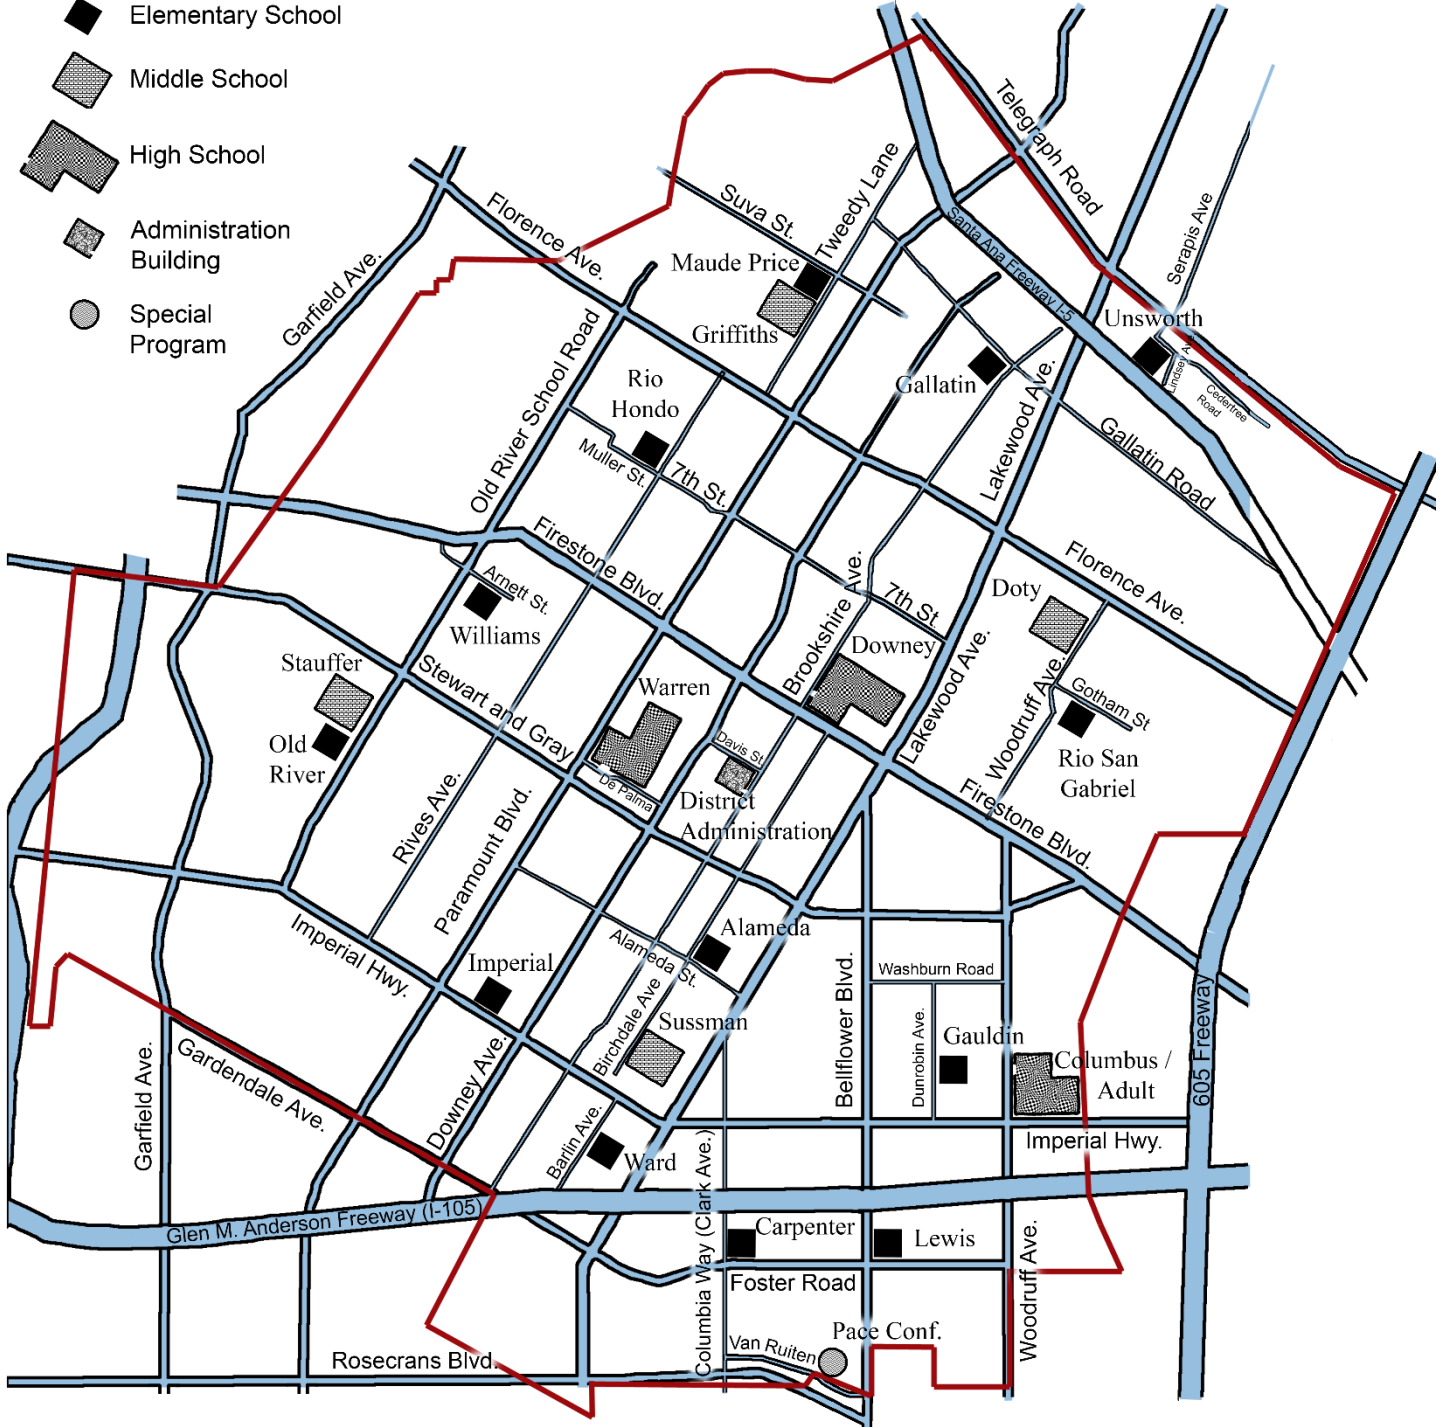 Elementary School
Middle School
High School
Administration
Building
Special
Program
Telegraph Road
Suva St.
Tweedy Lane
Serapis Ave
Florence Ave.
Santa Ana Freeway I-5
Maude Price
Garfield Ave.
Griffiths
Unsworth
Lindsey Ave
Cedertree
Road
Gallatin
Rio
Hondo
Old River School Road
Lakewood Ave.
Gallatin Road
Muller St.
7th St.
Firestone Blvd.
Florence Ave.
Arnett St.
Williams
Brookshire Ave.
7th St.
Doty
Downey
Stauffer
Stewart and Gray
Warren
Lakewood Ave.
Woodruff Ave.
Gotham St
Old
River
Davis St
Rio San
Gabriel
De Palma
District
Administration
Firestone Blvd.
Rives Ave.
Paramount Blvd.
Imperial Hwy.
Imperial
Alameda
Alameda St.
Washburn Road
Bellflower Blvd.
605 Freeway
Birchdale Ave
Sussman
Dunrobin Ave.
Gauldin
Columbus /
Adult
Gardendale Ave.
Garfield Ave.
Downey Ave.
Barlin Ave.
Ward
Imperial Hwy.
Glen M. Anderson Freeway (I-105)
Columbia Way (Clark Ave.)
Carpenter
Lewis
Foster Road
Woodruff Ave.
Pace Conf.
Van Ruiten
Rosecrans Blvd.